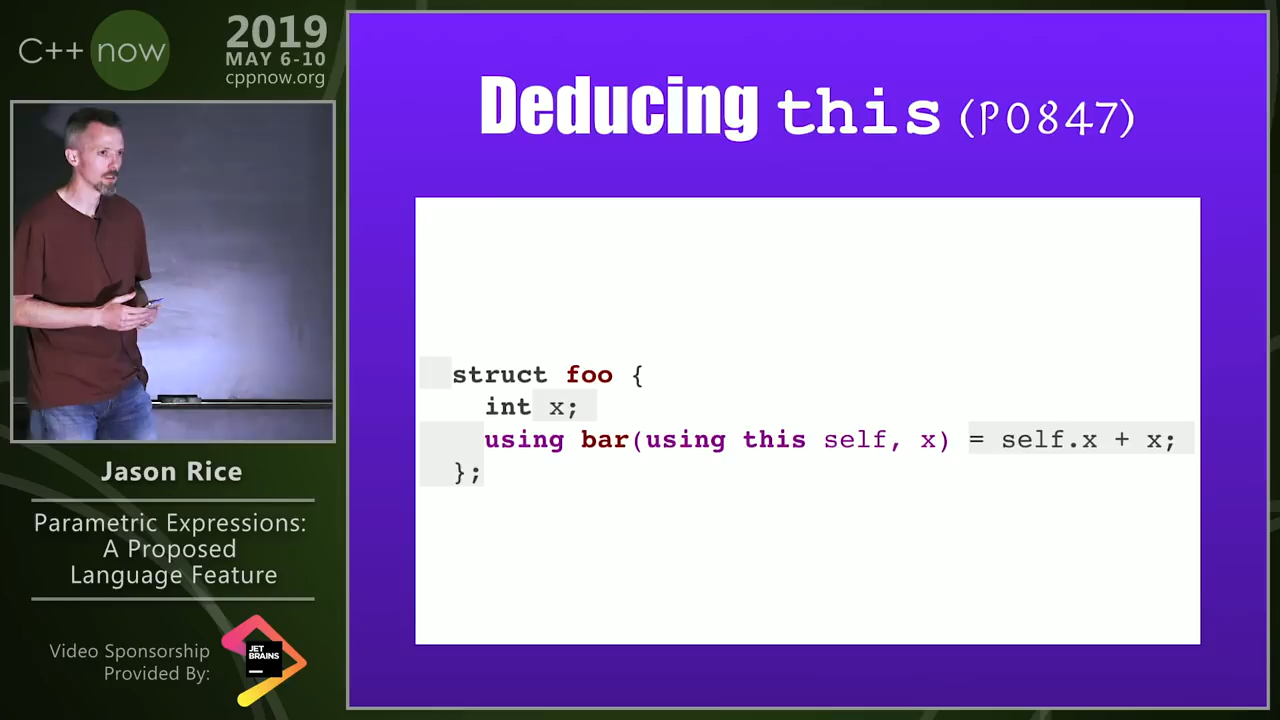 C++ now
2019
MAY 6-10
cppnow.org
Deducing this (P0847)
struct foo {
int x;
using bar(using this self, x) = self.x + x;
};
Jason Rice
Parametric Expressions:
A Proposed
Language Feature
Video Sponsorship
Provided By:
JET
BRAINS